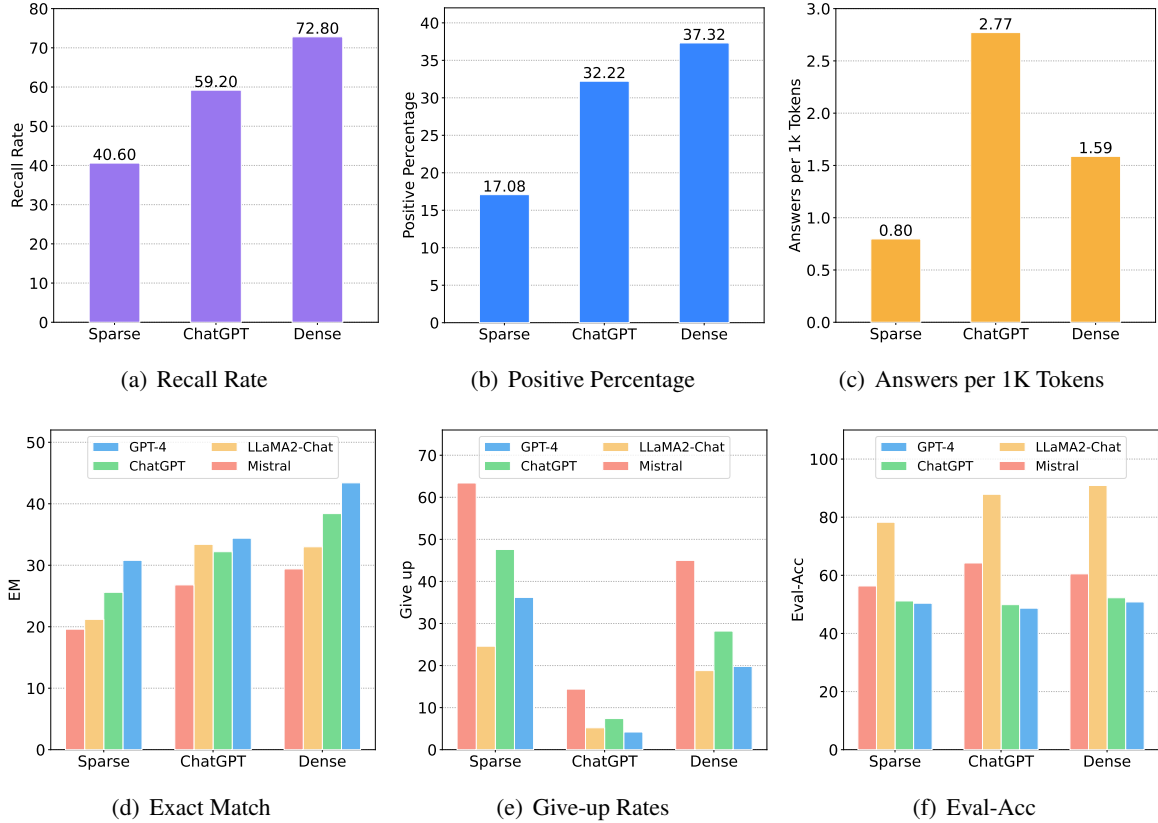 80
70
60
50
40
30
20
10
0
Recall Rate
40.60
59.20
72.80
Sparse ChatGPT Dense
(a) Recall Rate
40
35
30
25
20
15
10
5
0
Positive Percentage
17.08
32.22
37.32
Sparse ChatGPT Dense
(b) Positive Percentage
3.0
2.5
2.0
1.5
1.0
0.5
0.0
Answers per 1k Tokens
0.80
2.77
1.59
Sparse ChatGPT Dense
(c) Answers per 1K Tokens
50
40
30
20
10
0
EM
GPT-4 LLaMA2-Chat
ChatGPT Mistral
Sparse ChatGPT Dense
(d) Exact Match
70
60
50
40
30
20
10
0
Give up
GPT-4 LLaMA2-Chat
ChatGPT Mistral
Sparse ChatGPT Dense
(e) Give-up Rates
100
80
60
40
20
0
Eval-Acc
GPT-4 LLaMA2-Chat
ChatGPT Mistral
Sparse ChatGPT Dense
(f) Eval-Acc